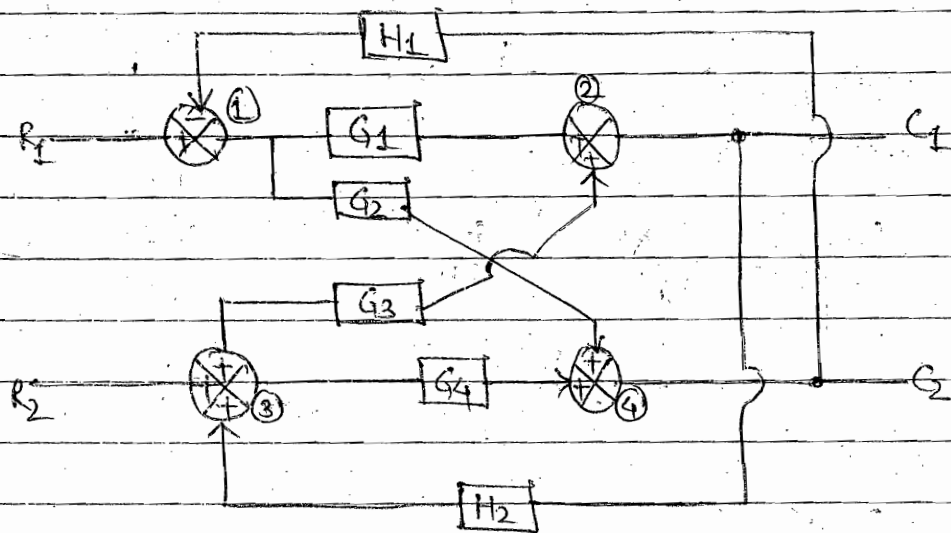 H1
①
②
R1
G1
C1
G2
G3
R2
G4
C2
③
④
H2
- +
+ +
+ + +
+ +